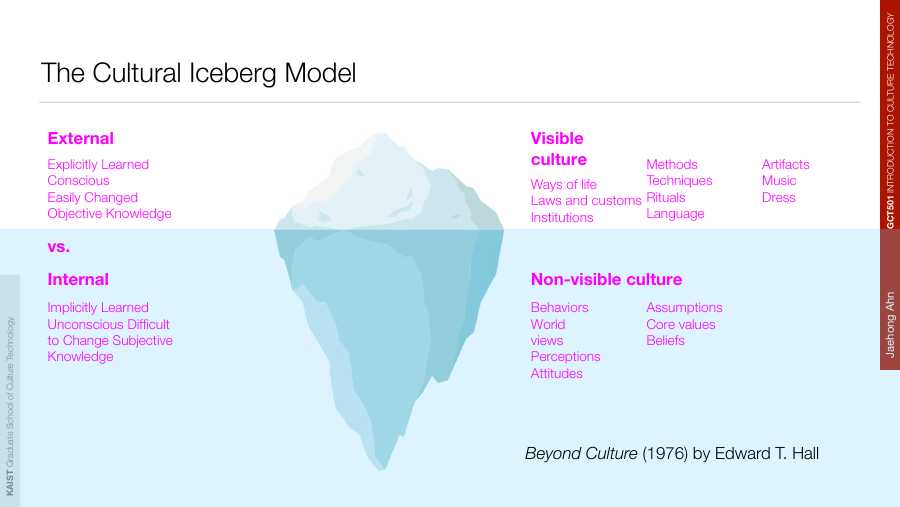 The Cultural Iceberg Model
External
Explicitly Learned
Conscious
Easily Changed
Objective Knowledge
vs.
Internal
Implicitly Learned
Unconscious Difficult
to Change Subjective
Knowledge
Visible
culture
Ways of life
Laws and customs
Institutions
Methods
Techniques
Rituals
Language
Artifacts
Music
Dress
Non-visible culture
Behaviors
World
views
Perceptions
Attitudes
Assumptions
Core values
Beliefs
Beyond Culture (1976) by Edward T. Hall
GCT501 INTRODUCTION TO CULTURE TECHNOLOGY
Jaehong Ahn
KAIST Graduate School of Culture Technology